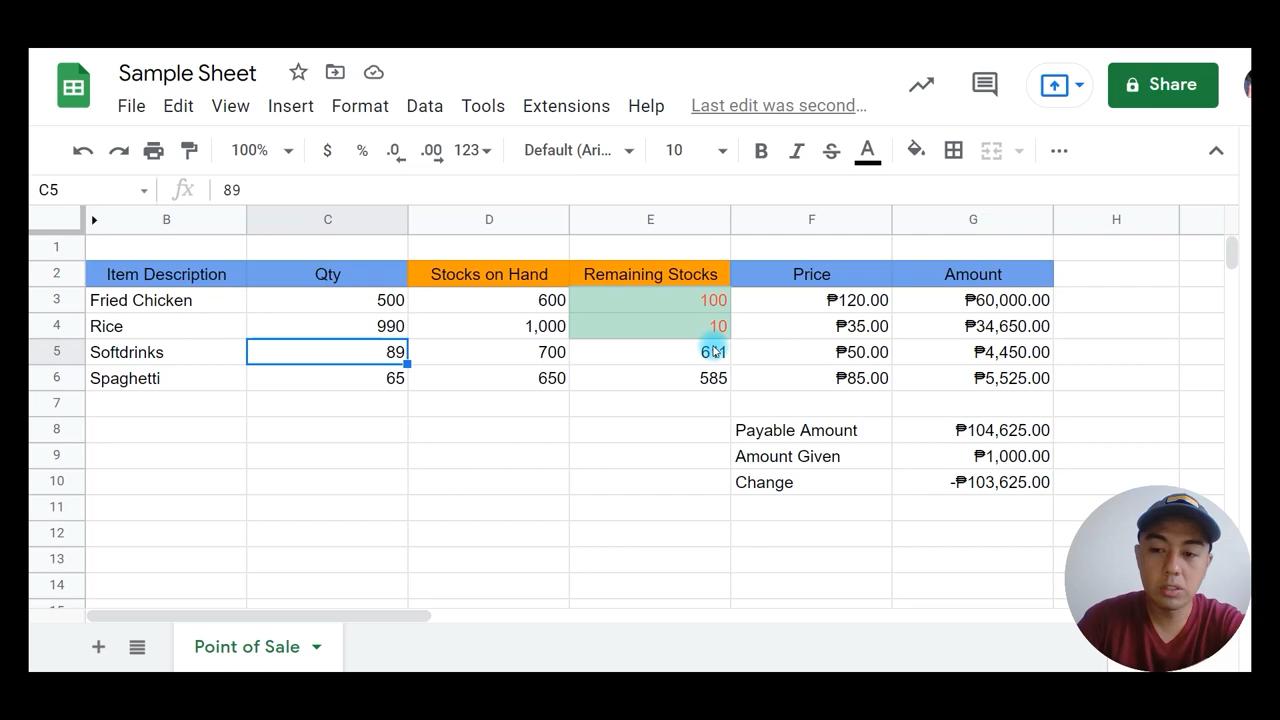 Sample Sheet
File Edit View Insert Format Data Tools Extensions Help Last edit was second…
Share
100% $ % .0 .00 123 Default (Ari... 10 B I S A
C5 fx 89
B C D E F G H
1
2 Item Description Qty Stocks on Hand Remaining Stocks Price Amount
3 Fried Chicken 500 600 100 ₱120.00 ₱60,000.00
4 Rice 990 1,000 10 ₱35.00 ₱34,650.00
5 Softdrinks 89 700 ₱50.00 ₱4,450.00
6 Spaghetti 65 650 585 ₱85.00 ₱5,525.00
7
8 Payable Amount ₱104,625.00
9 Amount Given ₱1,000.00
10 Change -₱103,625.00
11
12
13
14
Point of Sale